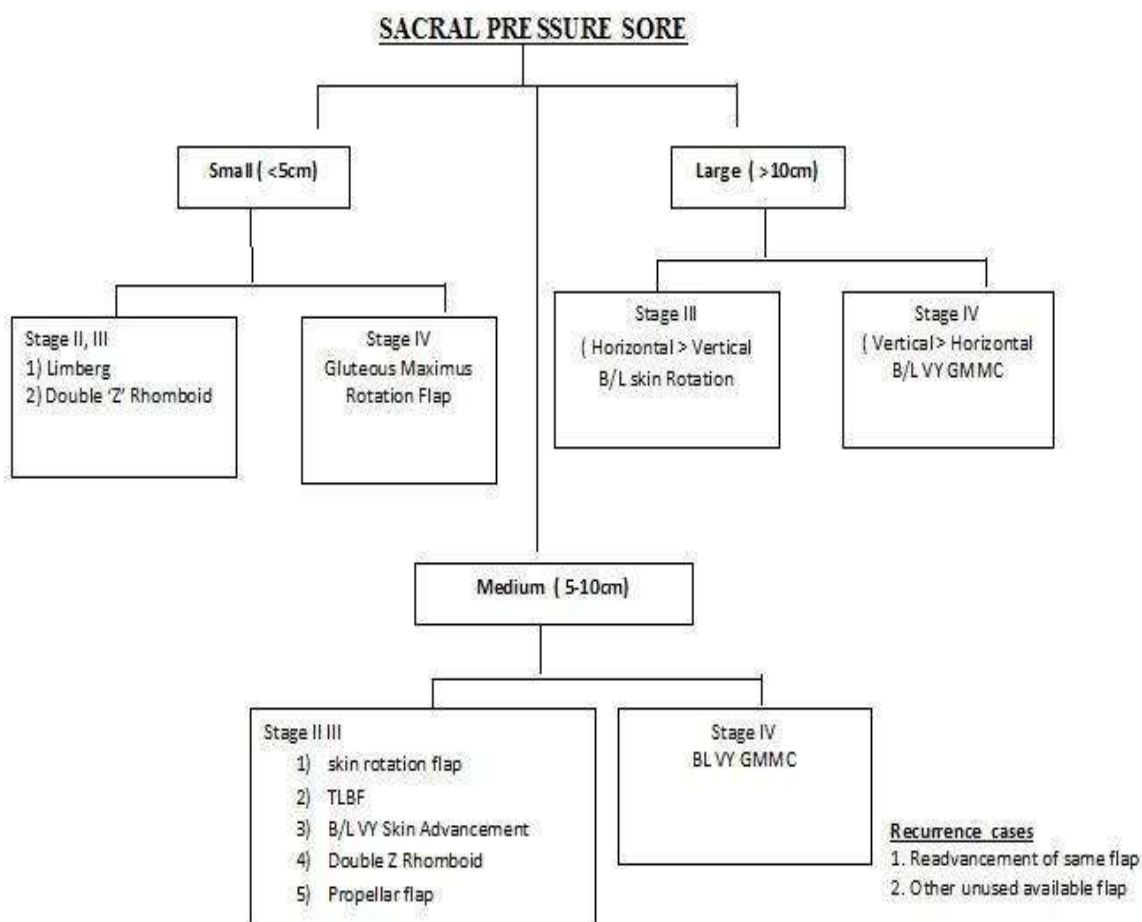 SACRAL PRESSURE SORE
Small ( <5cm)
Large ( >10cm)
Stage II, III
1) Limberg
2) Double ‘Z’ Rhomboid
Stage IV
Gluteous Maximus
Rotation Flap
Stage III
( Horizontal > Vertical
B/L skin Rotation
Stage IV
( Vertical > Horizontal
B/L VY GMMC
Medium ( 5-10cm)
Stage II III
1) skin rotation flap
2) TLBF
3) B/L VY Skin Advancement
4) Double Z Rhomboid
5) Propellar flap
Stage IV
BL VY GMMC
Recurrence cases
1. Readvancement of same flap
2. Other unused available flap